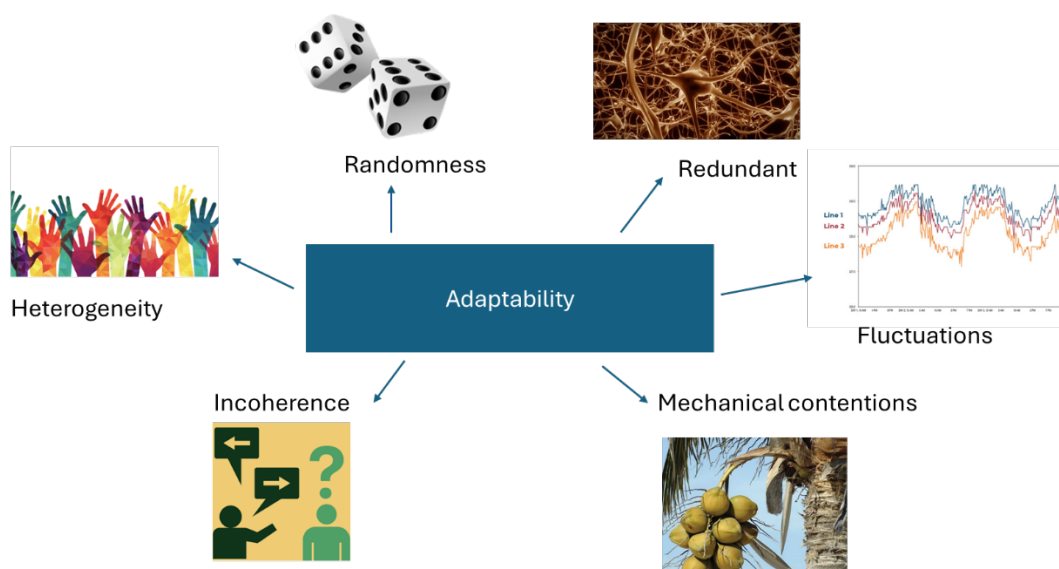 Randomness
Redundant
Line 1
Line 2
Line 3
Heterogeneity
Adaptability
Fluctuations
Incoherence
Mechanical contentions
?